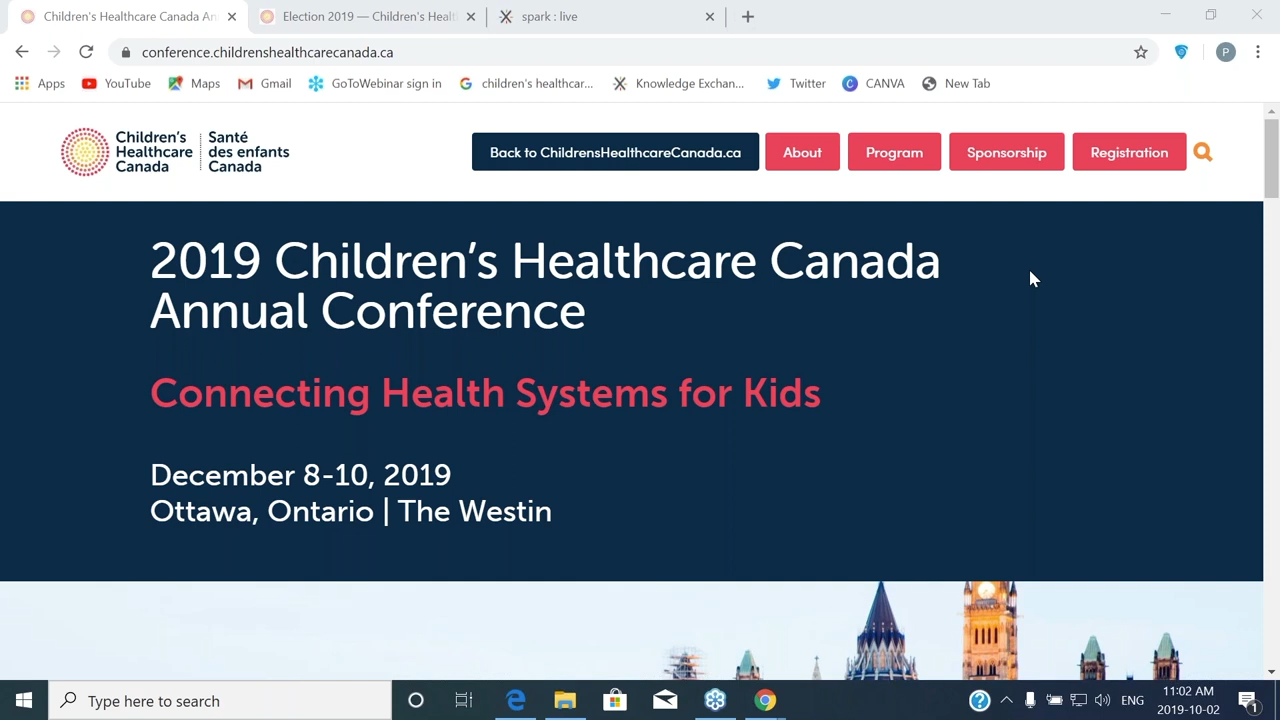 Children's Healthcare Canada An
Election 2019 — Children's Healt
spark : live
conference.childrenshealthcarecanada.ca
P
Apps
YouTube
Maps
Gmail
GoToWebinar sign in
children's healthcar...
Knowledge Exchan...
Twitter
CANVA
New Tab
Children's
Healthcare
Canada
Santé
des enfants
Canada
Back to ChildrensHealthcareCanada.ca
About
Program
Sponsorship
Registration
2019 Children's Healthcare Canada
Annual Conference
Connecting Health Systems for Kids
December 8-10, 2019
Ottawa, Ontario | The Westin
Type here to search
ENG
11:02 AM
2019-10-02
1